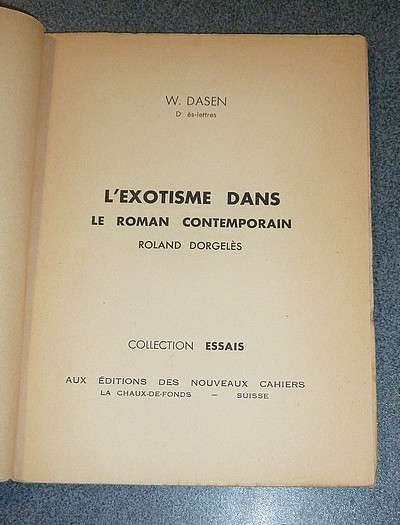 W. DASEN
Dr ès-lettres
L'EXOTISME DANS
LE ROMAN CONTEMPORAIN
ROLAND DORGELÈS
COLLECTION ESSAIS
AUX ÉDITIONS DES NOUVEAUX CAHIERS
LA CHAUX-DE-FONDS — SUISSE